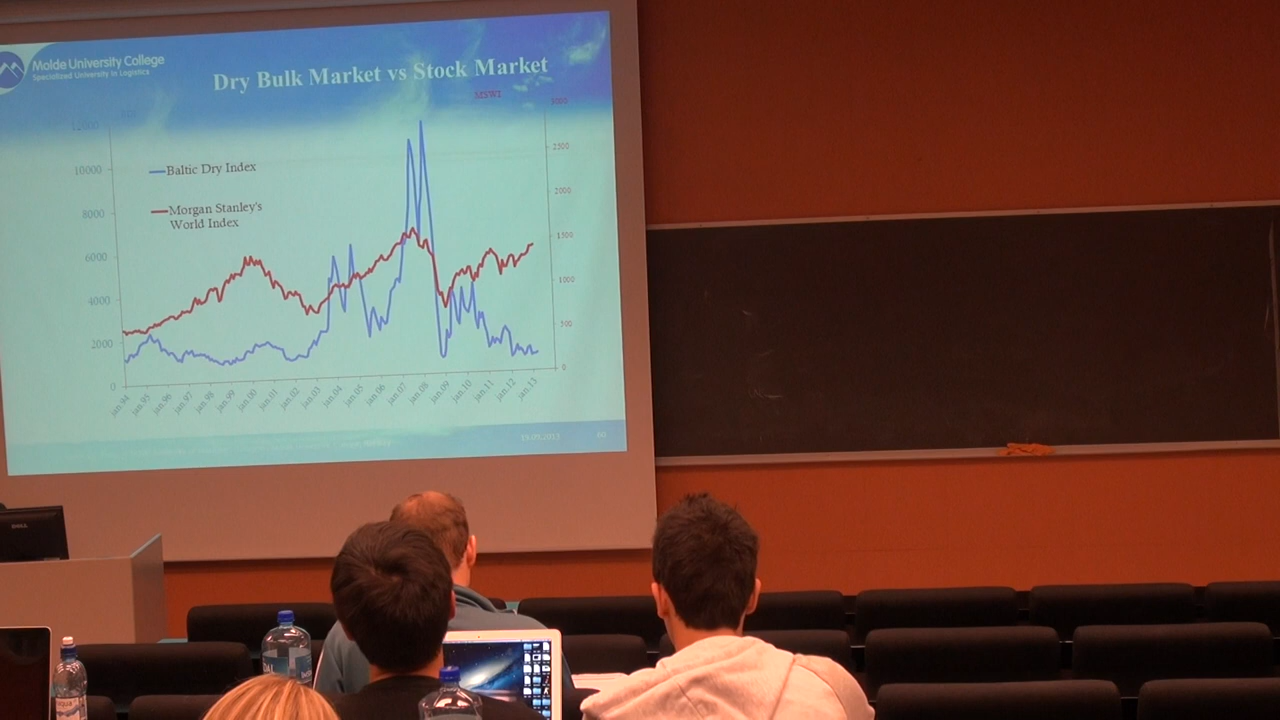 Molde University College
Specialized University in Logistics
Dry Bulk Market vs Stock Market
MSWI
12000
10000
8000
6000
4000
2000
0
3000
2500
2000
1500
1000
500
0
Baltic Dry Index
Morgan Stanley's
World Index
jan.94
jan.95
jan.96
jan.97
jan.98
jan.99
jan.00
jan.01
jan.02
jan.03
jan.04
jan.05
jan.06
jan.07
jan.08
jan.09
jan.10
jan.11
jan.12
jan.13
60
DELL